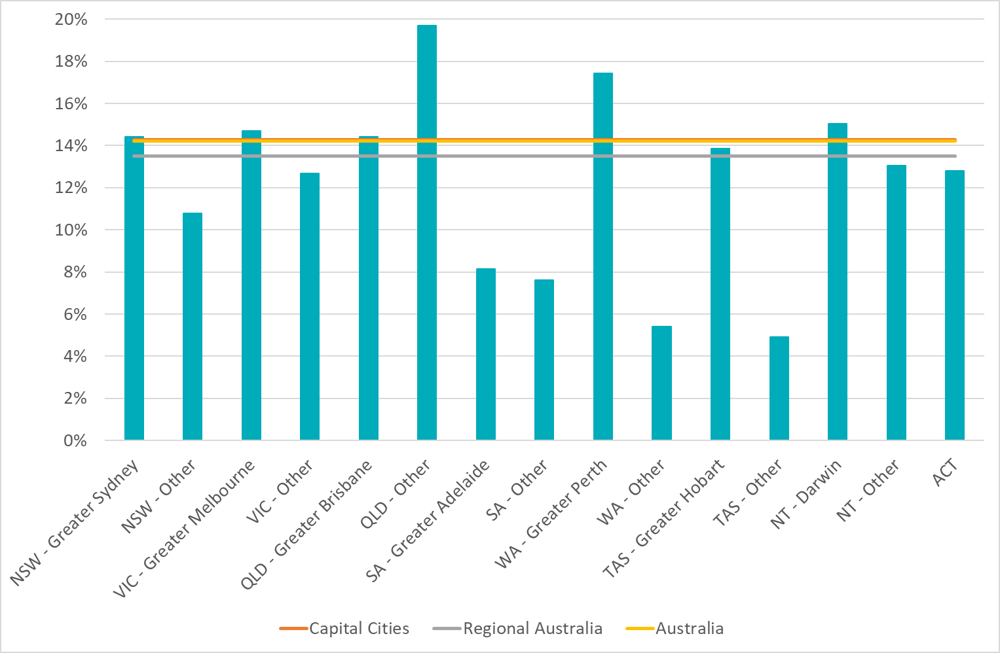 20%
18%
16%
14%
12%
10%
8%
6%
4%
2%
0%
NSW - Greater Sydney
NSW - Other
VIC - Greater Melbourne
VIC - Other
QLD - Greater Brisbane
QLD - Other
SA - Greater Adelaide
SA - Other
WA - Greater Perth
WA - Other
TAS - Greater Hobart
TAS - Other
NT - Darwin
NT - Other
ACT
Capital Cities
Regional Australia
Australia